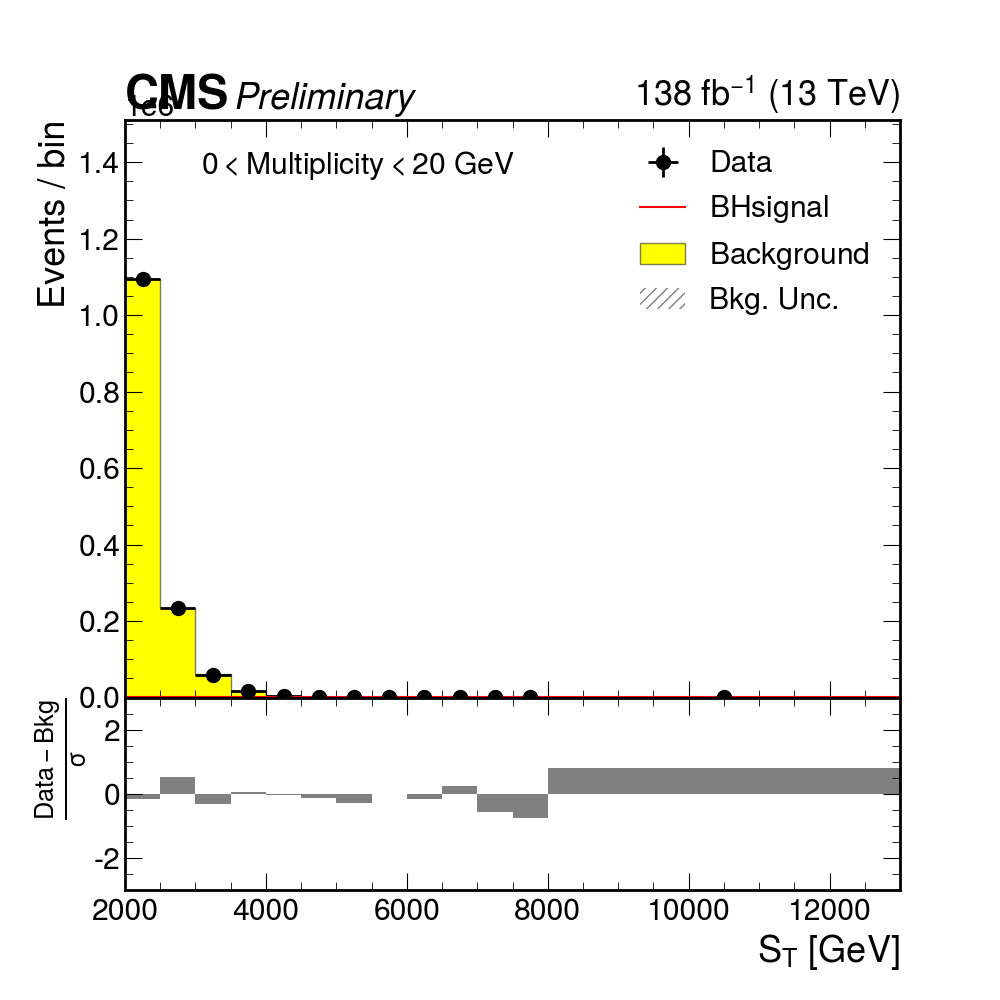 CMS Preliminary 138 fb⁻¹ (13 TeV)
1e6
Events / bin
0 < Multiplicity < 20 GeV
Data
BHsignal
Background
Bkg. Unc.
1.4
1.2
1.0
0.8
0.6
0.4
0.2
0.0
Data − Bkg
σ
2
0
-2
2000 4000 6000 8000 10000 12000
S_T [GeV]